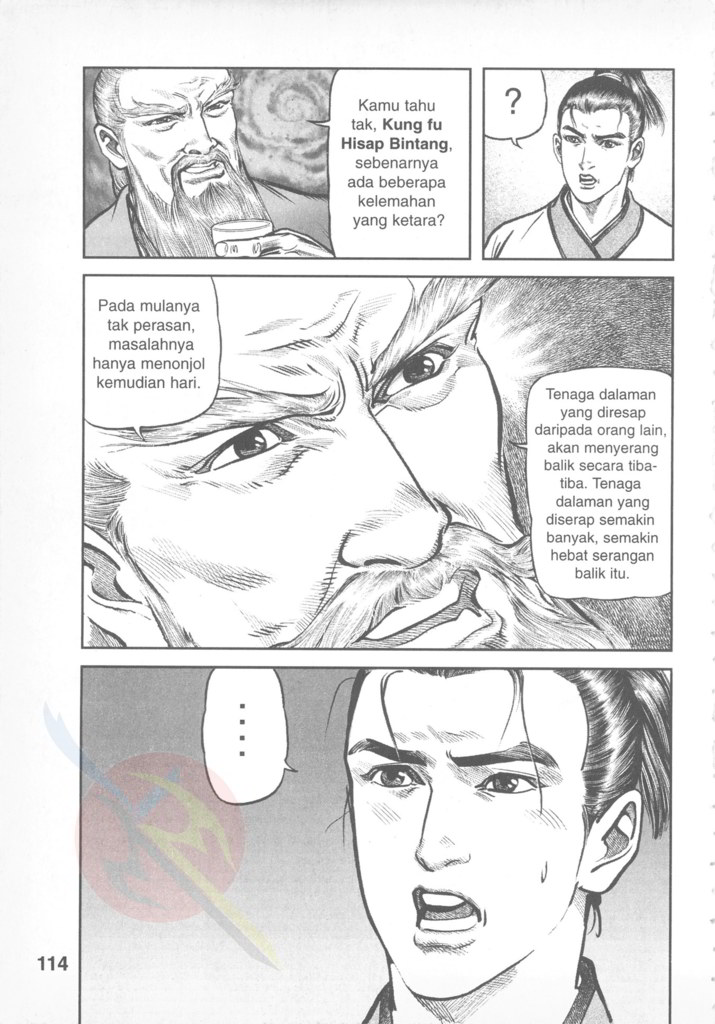 Kamu tahu
tak, Kung fu
Hisap Bintang,
sebenarnya
ada beberapa
kelemahan
yang ketara?
?
Pada mulanya
tak perasan,
masalahnya
hanya menonjol
kemudian hari.
Tenaga dalaman
yang diresap
daripada orang lain,
akan menyerang
balik secara tiba-
tiba. Tenaga
dalaman yang
diserap semakin
banyak, semakin
hebat serangan
balik itu.
....
114